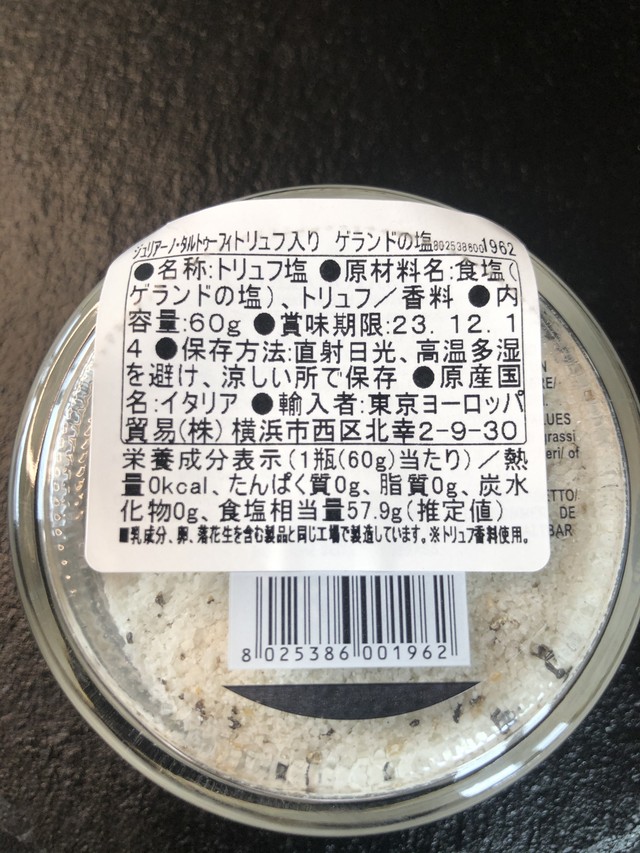 ジュリアーノ・タルトゥーフィトリュフ入り ゲランドの塩8025386001962
●名称:トリュフ塩 ●原材料名:食塩(
ゲランドの塩)、トリュフ/香料 ●内
容量:60g ●賞味期限:23. 12. 1
4 ●保存方法:直射日光、高温多湿
を避け、涼しい所で保存 ●原産国
名:イタリア ●輸入者:東京ヨーロッパ
貿易(株) 横浜市西区北幸2-9-30
栄養成分表示(1瓶(60g)当たり)/熱
量0kcal、たんぱく質0g、脂質0g、炭水
化物0g、食塩相当量57.9g(推定値)
■乳成分、卵、落花生を含む製品と同じ工場で製造しています。※トリュフ香料使用。
grassi
of
DE
BAR
8 025386 001962